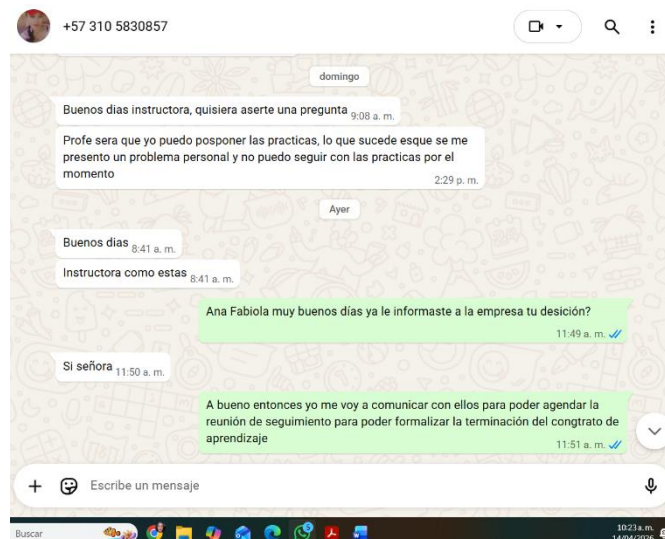 +57 310 5830857
domingo
Buenos dias instructora, quisiera aserte una pregunta 9:08 a. m.
Profe sera que yo puedo posponer las practicas, lo que sucede esque se me
presento un problema personal y no puedo seguir con las practicas por el
momento
2:29 p. m.
Ayer
Buenos dias 8:41 a. m.
Instructora como estas 8:41 a. m.
Ana Fabiola muy buenos días ya le informaste a la empresa tu desición?
11:49 a. m.
Si señora 11:50 a. m.
A bueno entonces yo me voy a comunicar con ellos para poder agendar la
reunión de seguimiento para poder formalizar la terminación del congtrato de
aprendizaje
11:51 a. m.
Escribe un mensaje
Buscar
10:23 a. m.
14/04/2026